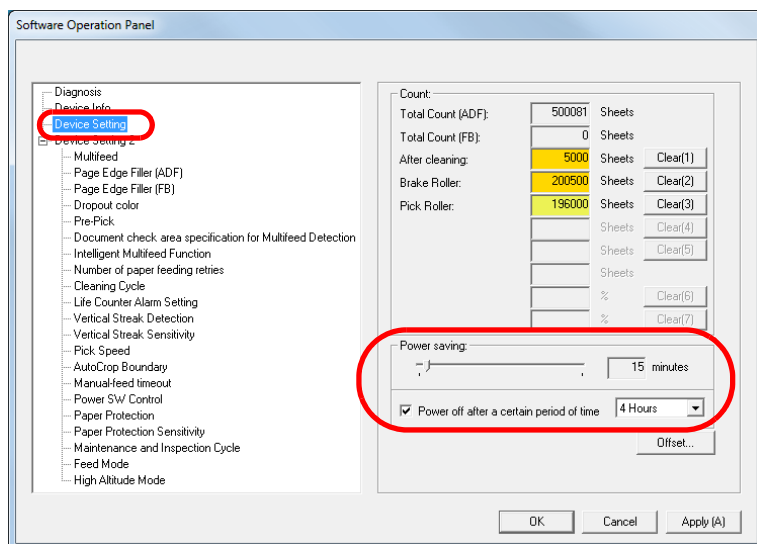 Software Operation Panel
Diagnosis
Device Info
Device Setting
Device Setting 2
Multifeed
Page Edge Filler (ADF)
Page Edge Filler (FB)
Dropout color
Pre-Pick
Document check area specification for Multifeed Detection
Intelligent Multifeed Function
Number of paper feeding retries
Cleaning Cycle
Life Counter Alarm Setting
Vertical Streak Detection
Vertical Streak Sensitivity
Pick Speed
AutoCrop Boundary
Manual-feed timeout
Power SW Control
Paper Protection
Paper Protection Sensitivity
Maintenance and Inspection Cycle
Feed Mode
High Altitude Mode
Count:
Total Count (ADF): 500081 Sheets
Total Count (FB): 0 Sheets
After cleaning: 5000 Sheets Clear(1)
Brake Roller: 200500 Sheets Clear(2)
Pick Roller: 196000 Sheets Clear(3)
Sheets Clear(4)
Sheets Clear(5)
Sheets
% Clear(6)
% Clear(7)
Power saving:
15 minutes
Power off after a certain period of time 4 Hours
Offset...
OK Cancel Apply (A)